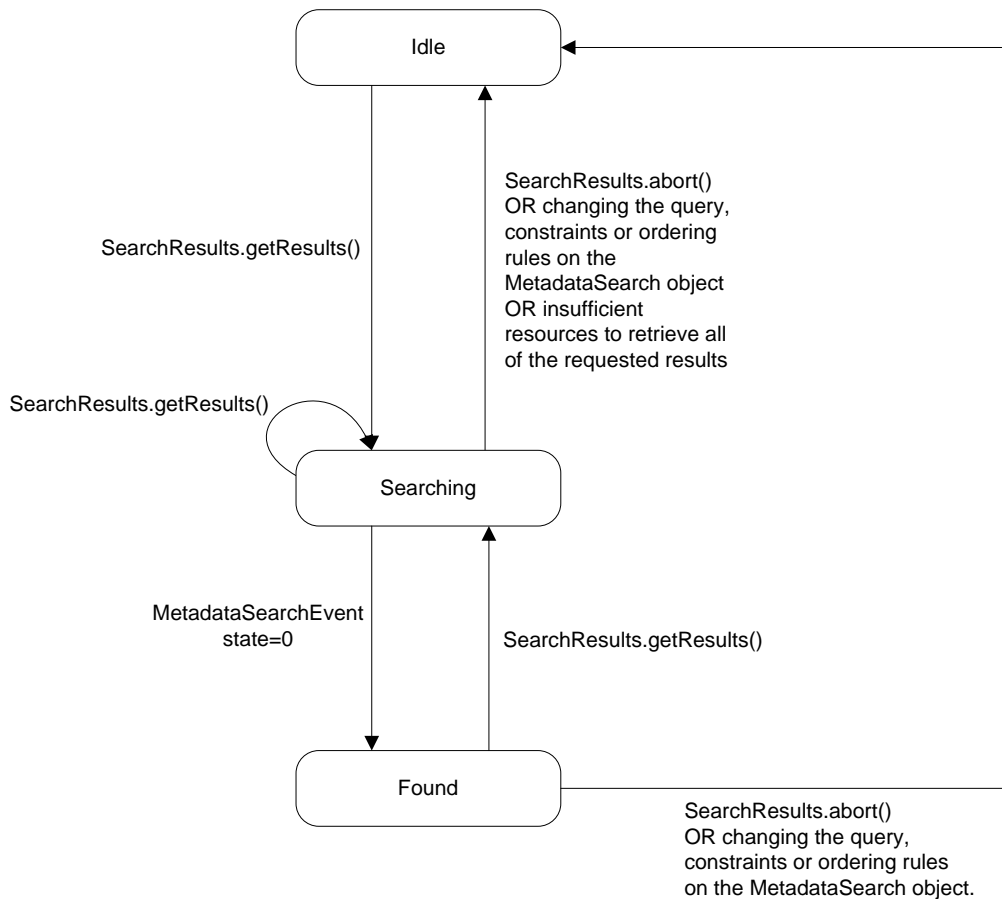 Idle
SearchResults.abort()
OR changing the query,
constraints or ordering
rules on the
MetadataSearch object
OR insufficient
resources to retrieve all
of the requested results
SearchResults.getResults()
SearchResults.getResults()
Searching
MetadataSearchEvent
state=0
SearchResults.getResults()
Found
SearchResults.abort()
OR changing the query,
constraints or ordering rules
on the MetadataSearch object.